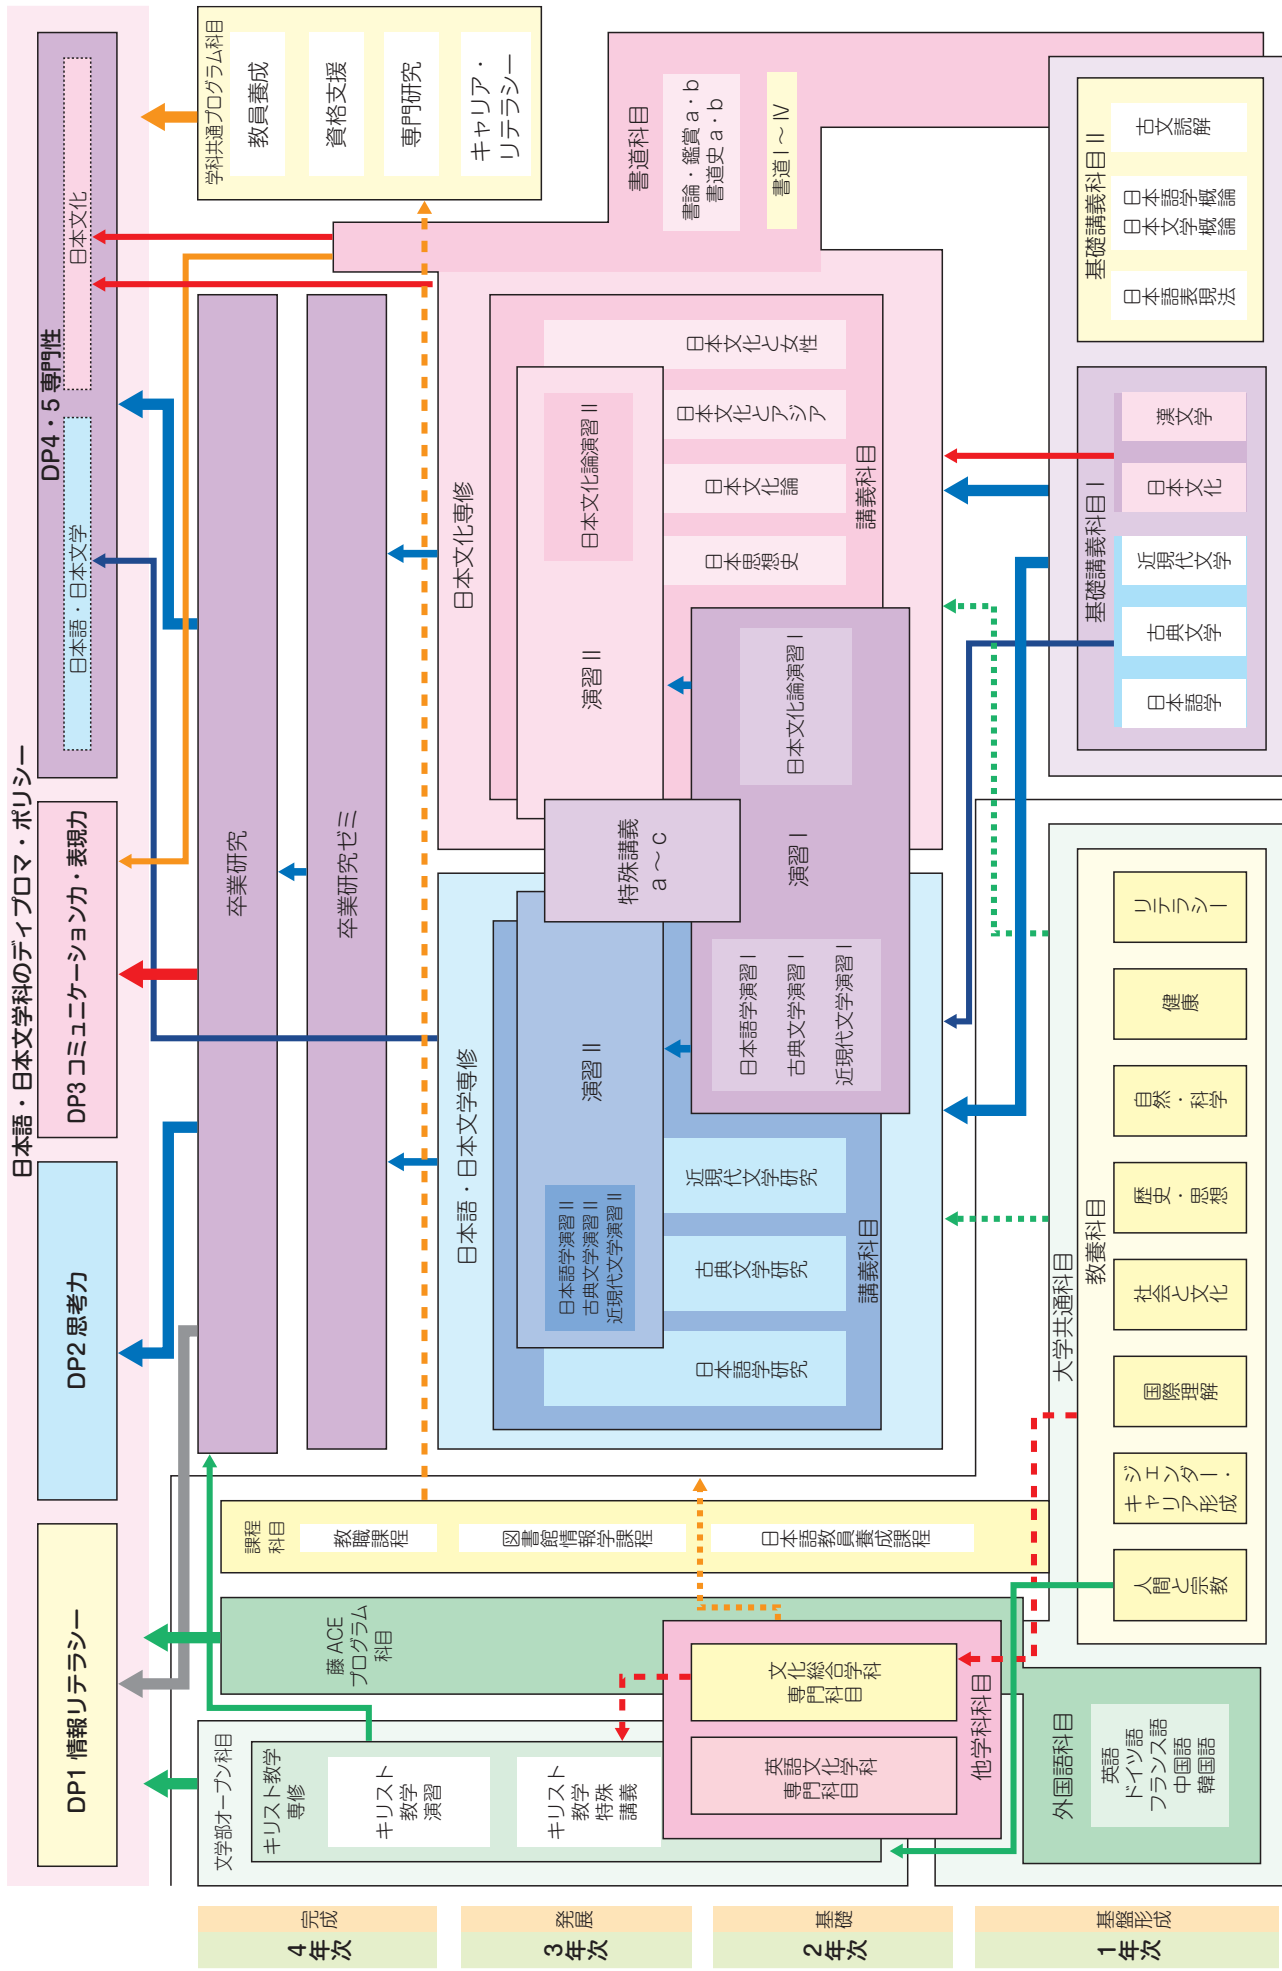 日本語・日本文学科のディプロマ・ポリシー
DP1 情報リテラシー
DP2 思考力
DP3 コミュニケーション力・表現力
DP4・5 専門性
日本語・日本文学
日本文化
4
年次
完成
3
年次
発展
2
年次
基礎
1
年次
基盤形成
文学部オープン科目
キリスト教学
専修
キリスト
教学
演習
キリスト
教学
特殊
講義
藤 ACE
プログラム
科目
課程
科目
教職課程
図書館情報学課程
日本語教員養成課程
他学科科目
英語文化学科
専門科目
文化総合学科
専門科目
卒業研究
卒業研究ゼミ
学科共通プログラム科目
教員養成
資格支援
専門研究
キャリア・
リテラシー
日本語・日本文学専修
演習 II
日本語学演習 II
古典文学演習 II
近現代文学演習 II
日本語学研究
古典文学研究
近現代文学研究
講義科目
特殊講義
a～c
演習 I
日本語学演習 I
古典文学演習 I
近現代文学演習 I
日本文化論演習 I
日本文化専修
演習 II
日本文化論演習 II
日本思想史
日本文化論
日本文化とアジア
日本文化と女性
講義科目
書道科目
書論・鑑賞 a・b
書道史 a・b
書道 I～IV
大学共通科目
外国語科目
英語
ドイツ語
フランス語
中国語
韓国語
教養科目
人間と宗教
ジェンダー・
キャリア形成
国際理解
社会と文化
歴史・思想
自然・科学
健康
リテラシー
基礎講義科目 I
日本語学
古典文学
近現代文学
日本文化
漢文学
基礎講義科目 II
日本語表現法
日本語学概論
日本文学概論
古文読解